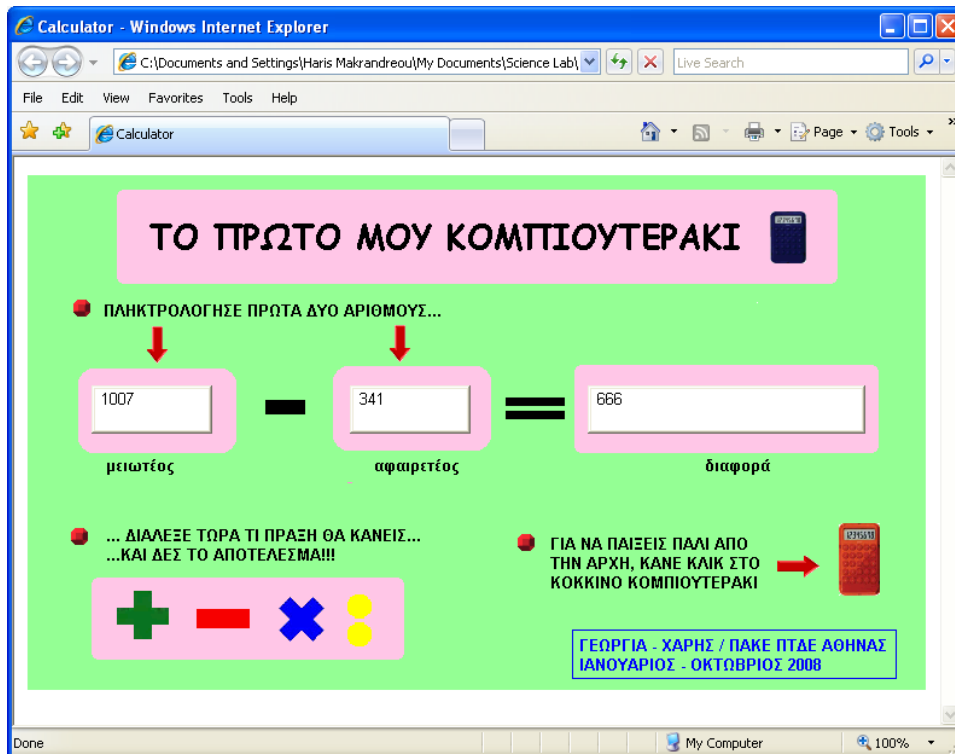 Calculator - Windows Internet Explorer
C:\Documents and Settings\Haris Makrandreou\My Documents\Science Lab\
Live Search
File Edit View Favorites Tools Help
Calculator
Page Tools
ΤΟ ΠΡΩΤΟ ΜΟΥ ΚΟΜΠΙΟΥΤΕΡΑΚΙ
12345678
ΠΛΗΚΤΡΟΛΟΓΗΣΕ ΠΡΩΤΑ ΔΥΟ ΑΡΙΘΜΟΥΣ...
1007 - 341 = 666
μειωτέος αφαιρετέος διαφορά
... ΔΙΑΛΕΞΕ ΤΩΡΑ ΤΙ ΠΡΑΞΗ ΘΑ ΚΑΝΕΙΣ...
...ΚΑΙ ΔΕΣ ΤΟ ΑΠΟΤΕΛΕΣΜΑ!!!
+ - × :
ΓΙΑ ΝΑ ΠΑΙΞΕΙΣ ΠΑΛΙ ΑΠΟ
ΤΗΝ ΑΡΧΗ, ΚΑΝΕ ΚΛΙΚ ΣΤΟ
ΚΟΚΚΙΝΟ ΚΟΜΠΙΟΥΤΕΡΑΚΙ
12345678
ΓΕΩΡΓΙΑ - ΧΑΡΗΣ / ΠΑΚΕ ΠΤΔΕ ΑΘΗΝΑΣ
ΙΑΝΟΥΑΡΙΟΣ - ΟΚΤΩΒΡΙΟΣ 2008
Done My Computer 100%